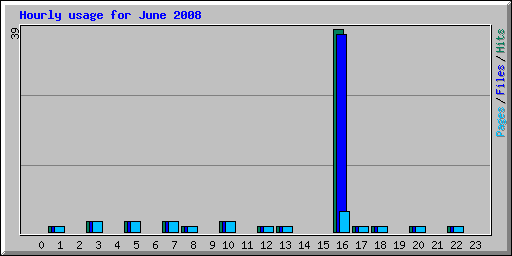 Hourly usage for June 2008
39
Pages/Files/Hits
0 1 2 3 4 5 6 7 8 9 10 11 12 13 14 15 16 17 18 19 20 21 22 23